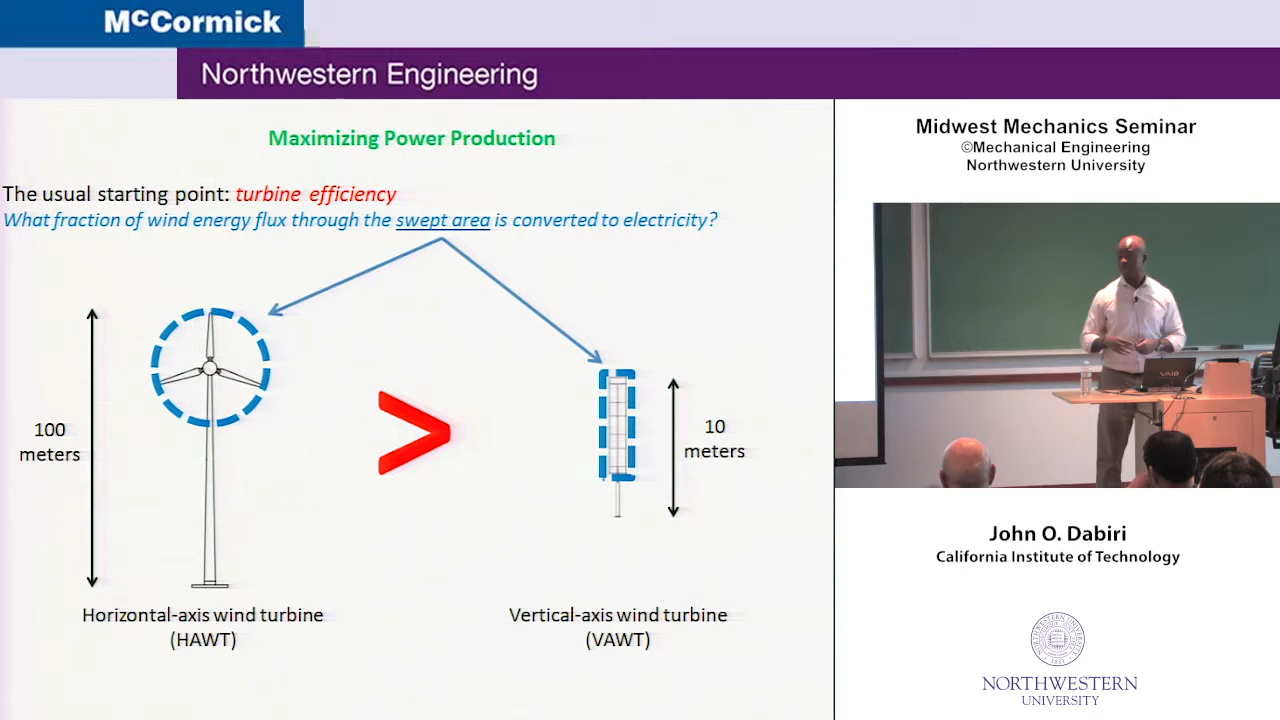 McCormick
Northwestern Engineering
Maximizing Power Production
The usual starting point: turbine efficiency
What fraction of wind energy flux through the swept area is converted to electricity?
100
meters
>
10
meters
Horizontal-axis wind turbine
(HAWT)
Vertical-axis wind turbine
(VAWT)
Midwest Mechanics Seminar
©Mechanical Engineering
Northwestern University
VAIO
John O. Dabiri
California Institute of Technology
NORTHWESTERN
UNIVERSITY